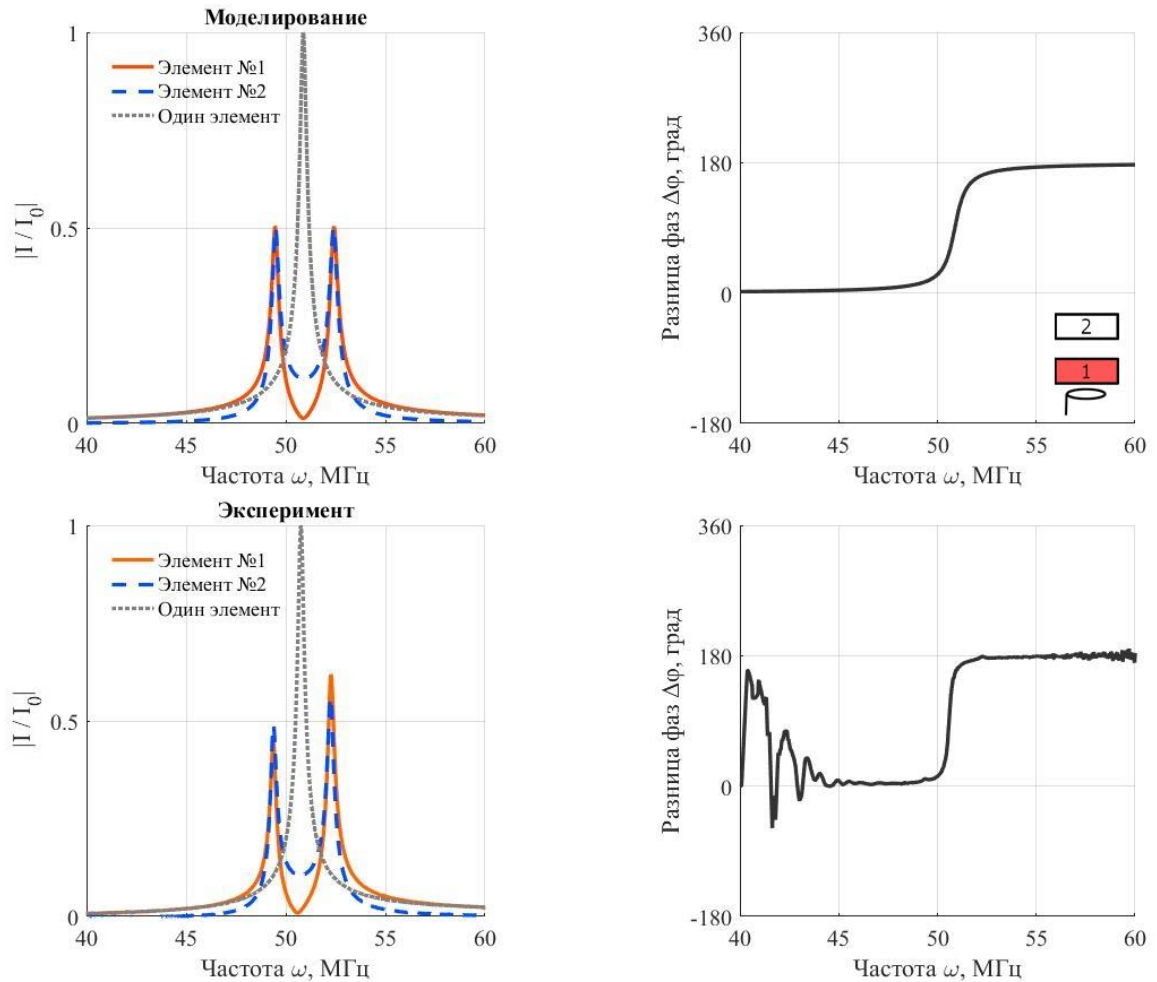 Моделирование
1
0.5
0
|I / I₀|
Элемент №1
Элемент №2
Один элемент
40
45
50
55
60
Частота ω, МГц
360
180
0
-180
Разница фаз Δφ, град
2
1
40
45
50
55
60
Частота ω, МГц
Эксперимент
1
0.5
0
|I / I₀|
Элемент №1
Элемент №2
Один элемент
40
45
50
55
60
Частота ω, МГц
360
180
0
-180
Разница фаз Δφ, град
40
45
50
55
60
Частота ω, МГц